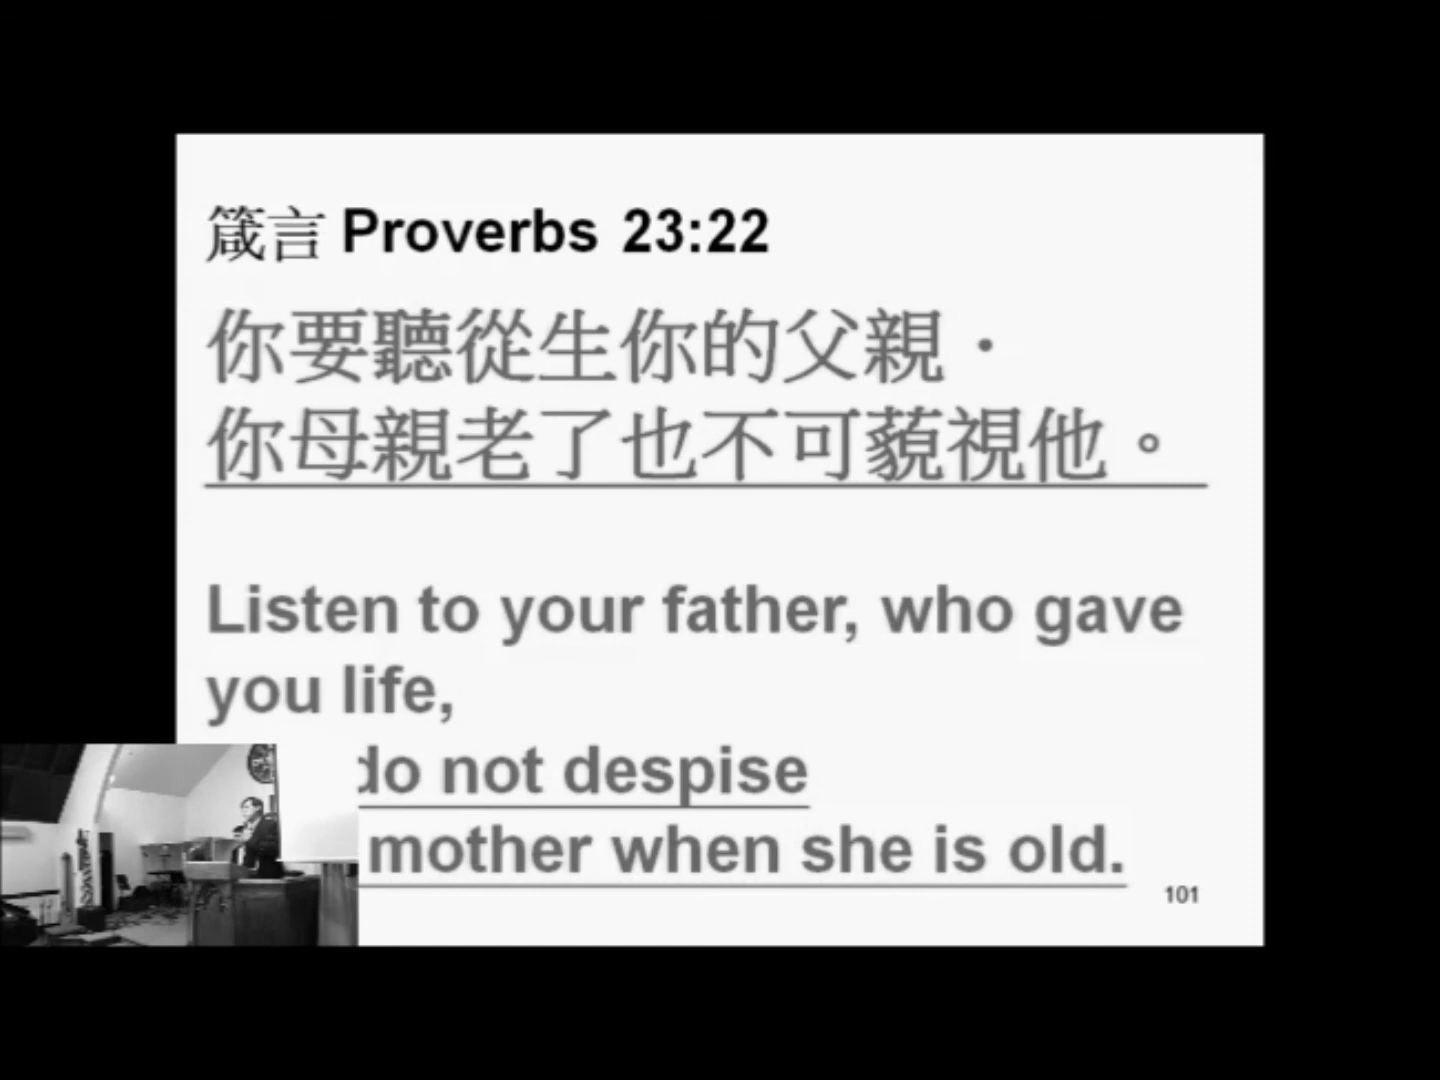 箴言 Proverbs 23:22
你要聽從生你的父親．
你母親老了也不可藐視他。
Listen to your father, who gave
you life,
do not despise
mother when she is old.
101